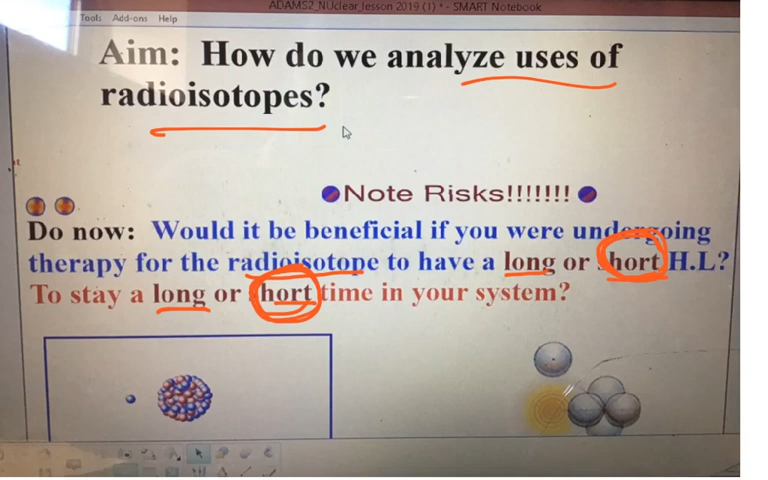 ADAMS2_NUclear_lesson 2019 (1) * - SMART Notebook
Tools Add-ons Help
Aim: How do we analyze uses of
radioisotopes?
Note Risks!!!!!!!
Do now: Would it be beneficial if you were undergoing
therapy for the radioisotope to have a long or short H.L?
To stay a long or short time in your system?